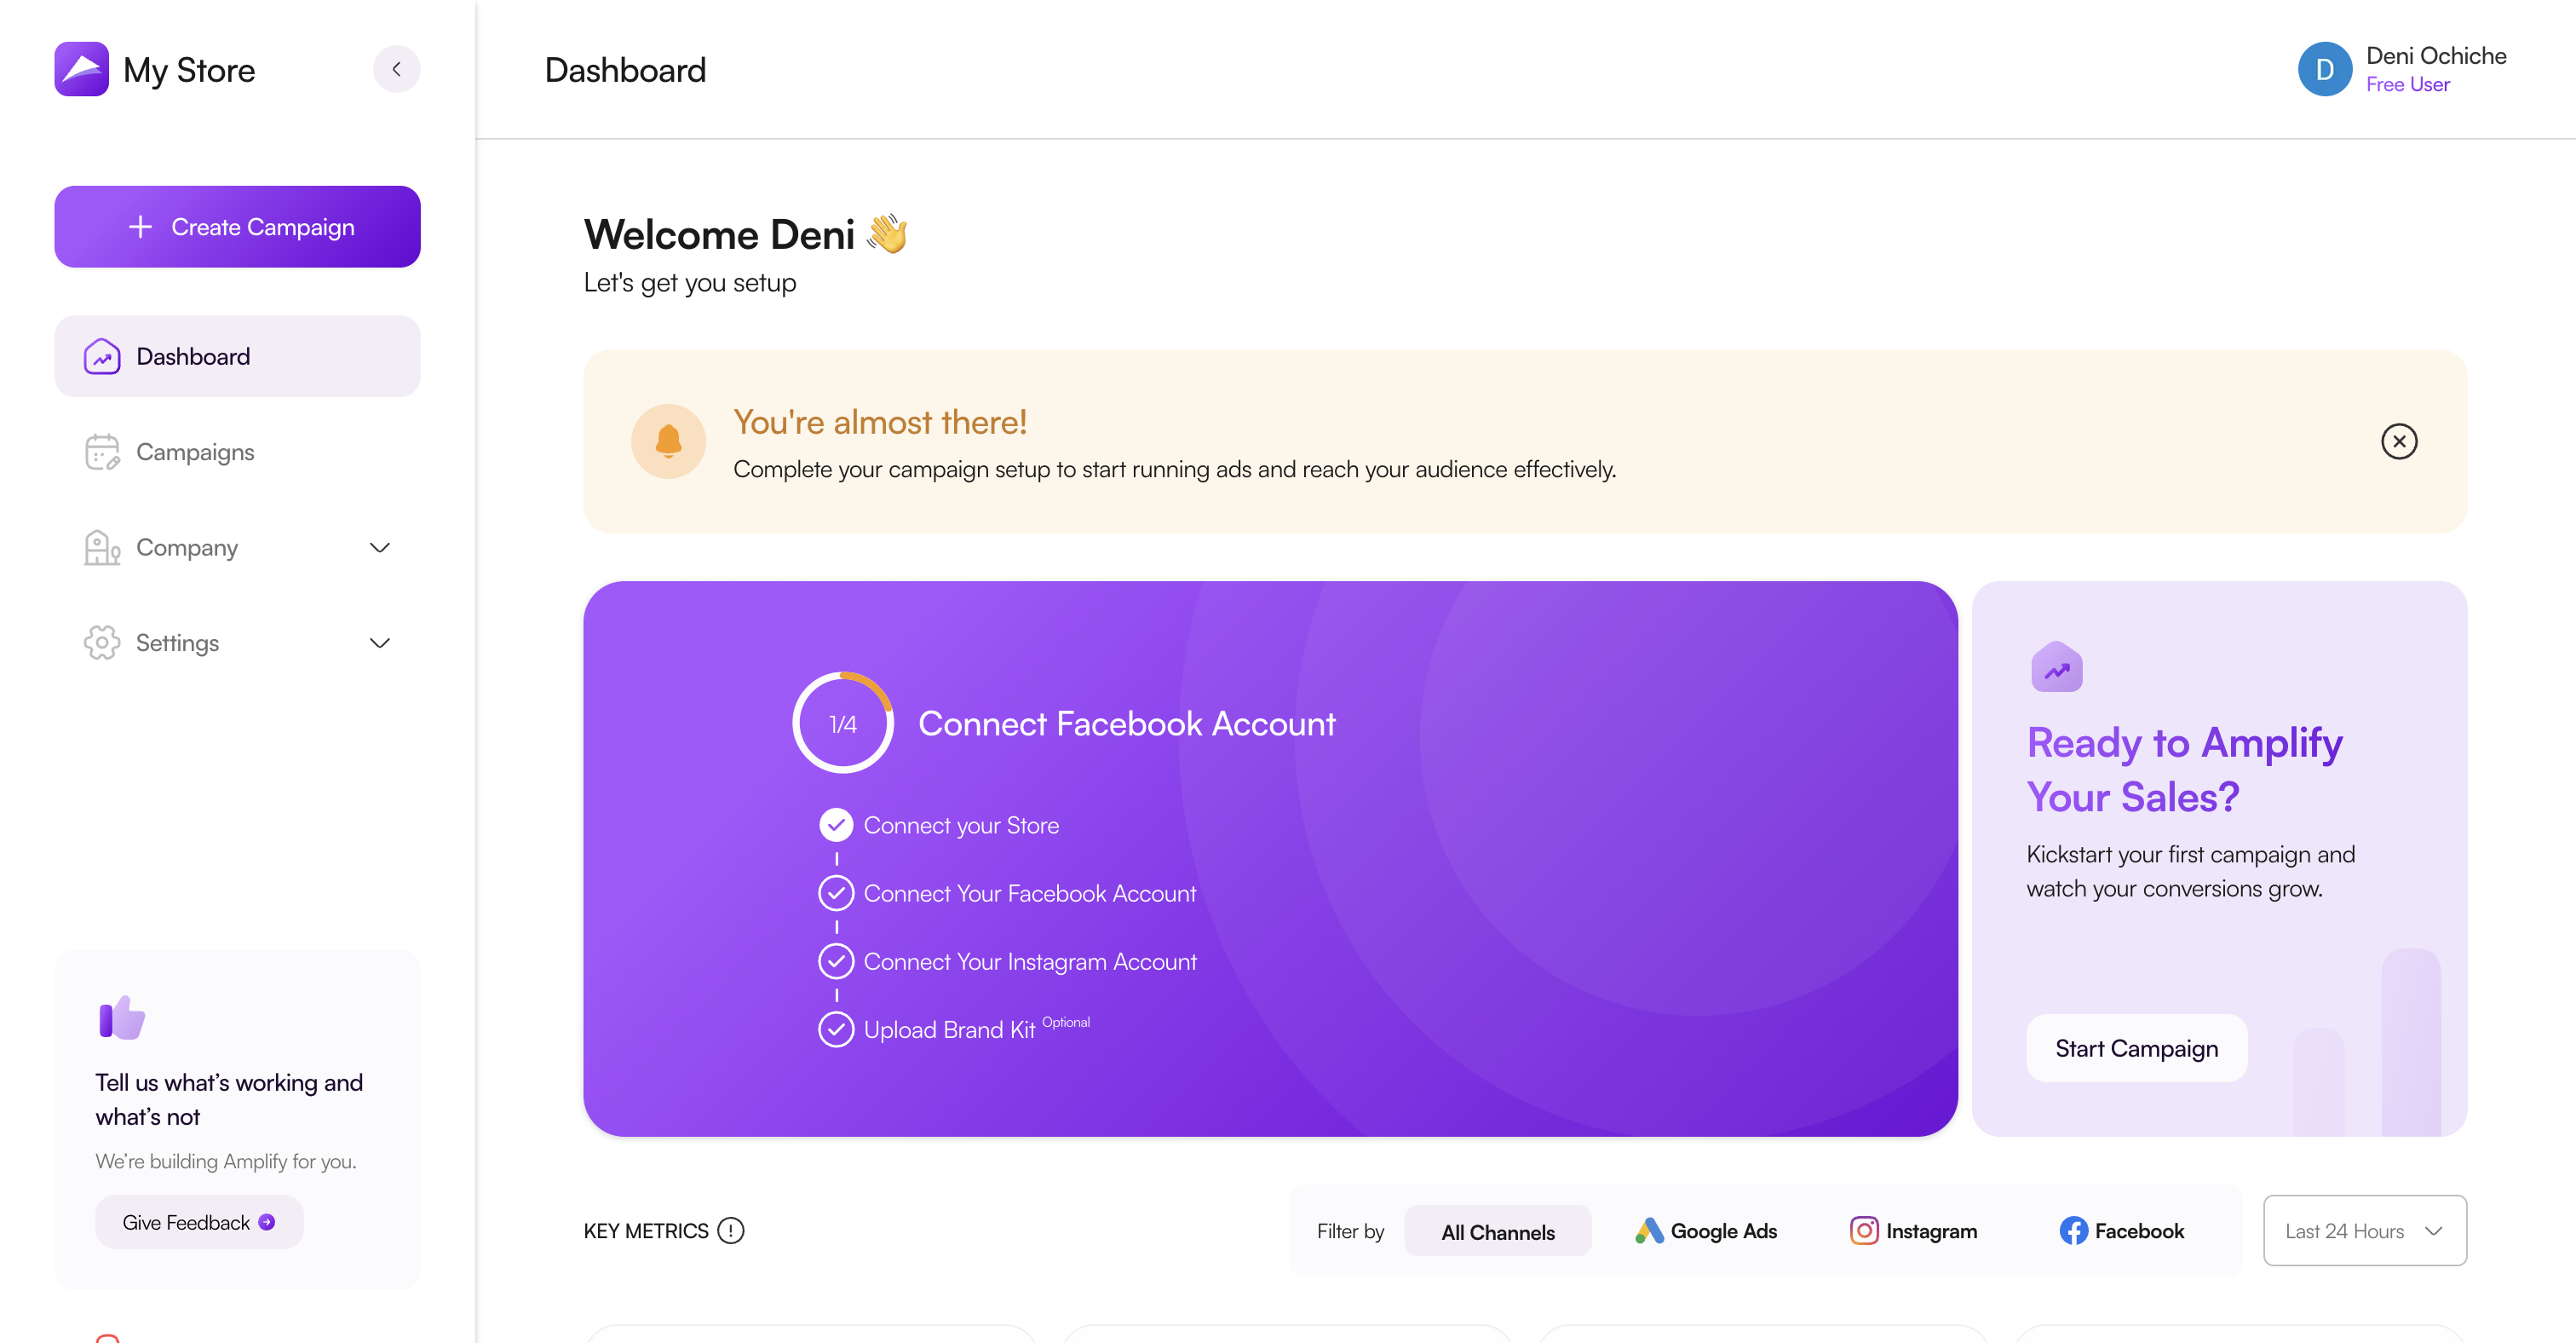 My Store
Create Campaign
Dashboard
Campaigns
Company
Settings
Tell us what’s working and
what’s not
We’re building Amplify for you.
Give Feedback
Dashboard
D
Deni Ochiche
Free User
Welcome Deni 👋
Let's get you setup
You're almost there!
Complete your campaign setup to start running ads and reach your audience effectively.
1/4
Connect Facebook Account
Connect your Store
Connect Your Facebook Account
Connect Your Instagram Account
Upload Brand Kit Optional
Ready to Amplify
Your Sales?
Kickstart your first campaign and
watch your conversions grow.
Start Campaign
KEY METRICS
Filter by
All Channels
Google Ads
Instagram
Facebook
Last 24 Hours